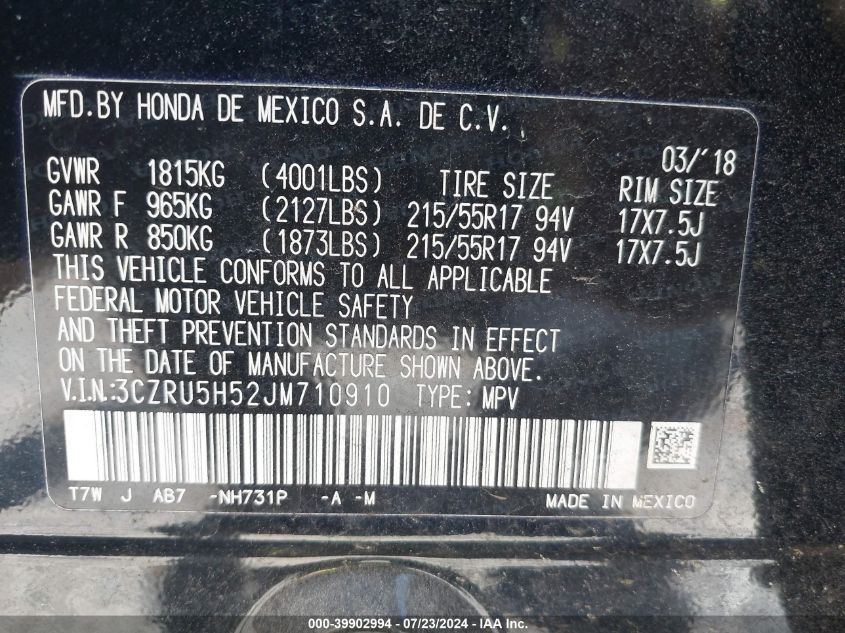 MFD.BY HONDA DE MEXICO S.A. DE C.V.
03/'18
GVWR 1815KG (4001LBS) TIRE SIZE RIM SIZE
GAWR F 965KG (2127LBS) 215/55R17 94V 17X7.5J
GAWR R 850KG (1873LBS) 215/55R17 94V 17X7.5J
THIS VEHICLE CONFORMS TO ALL APPLICABLE
FEDERAL MOTOR VEHICLE SAFETY
AND THEFT PREVENTION STANDARDS IN EFFECT
ON THE DATE OF MANUFACTURE SHOWN ABOVE.
V.I.N.:3CZRU5H52JM710910 TYPE: MPV
T7W J AB7 -NH731P -A -M MADE IN MEXICO
000-39902994 / 07/23/2024 - IAA Inc.